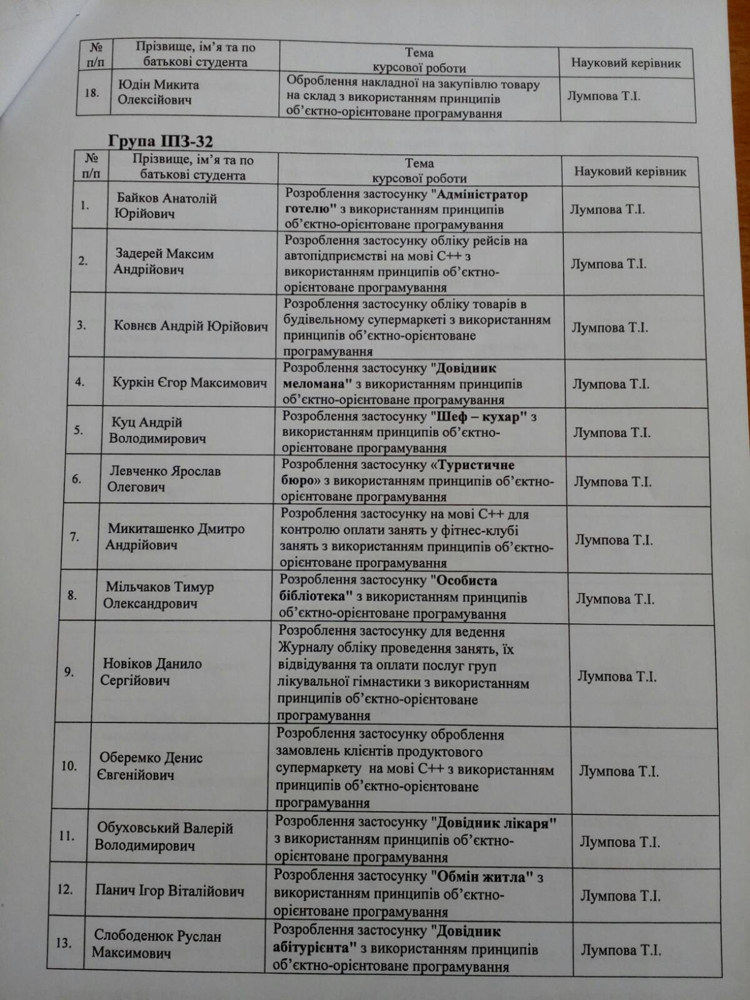 №
п/п
Прізвище, ім’я та по
батькові студента
Тема
курсової роботи
Науковий керівник
18.
Юдін Микита
Олексійович
Оброблення накладної на закупівлю товару
на склад з використанням принципів
об’єктно-орієнтоване програмування
Лумпова Т.І.
Група ІПЗ-32
№
п/п
Прізвище, ім’я та по
батькові студента
Тема
курсової роботи
Науковий керівник
1.
Байков Анатолій
Юрійович
Розроблення застосунку "Адміністратор
готелю" з використанням принципів
об’єктно-орієнтоване програмування
Лумпова Т.І.
2.
Задерей Максим
Андрійович
Розроблення застосунку обліку рейсів на
автопідприємстві на мові С++ з
використанням принципів об’єктно-
орієнтоване програмування
Лумпова Т.І.
3.
Ковнєв Андрій Юрійович
Розроблення застосунку обліку товарів в
будівельному супермаркеті з використанням
принципів об’єктно-орієнтоване
програмування
Лумпова Т.І.
4.
Куркін Єгор Максимович
Розроблення застосунку "Довідник
меломана" з використанням принципів
об’єктно-орієнтоване програмування
Лумпова Т.І.
5.
Куц Андрій
Володимирович
Розроблення застосунку "Шеф – кухар" з
використанням принципів об’єктно-
орієнтоване програмування
Лумпова Т.І.
6.
Левченко Ярослав
Олегович
Розроблення застосунку «Туристичне
бюро» з використанням принципів об’єктно-
орієнтоване програмування
Лумпова Т.І.
7.
Микиташенко Дмитро
Андрійович
Розроблення застосунку на мові С++ для
контролю оплати занять у фітнес-клубі
занять з використанням принципів об’єктно-
орієнтоване програмування
Лумпова Т.І.
8.
Мільчаков Тимур
Олександрович
Розроблення застосунку "Особиста
бібліотека" з використанням принципів
об’єктно-орієнтоване програмування
Лумпова Т.І.
9.
Новіков Данило
Сергійович
Розроблення застосунку для ведення
Журналу обліку проведення занять, їх
відвідування та оплати послуг груп
лікувальної гімнастики з використанням
принципів об’єктно-орієнтоване
програмування
Лумпова Т.І.
10.
Оберемко Денис
Євгенійович
Розроблення застосунку оброблення
замовлень клієнтів продуктового
супермаркету на мові С++ з використанням
принципів об’єктно-орієнтоване
програмування
Лумпова Т.І.
11.
Обуховський Валерій
Володимирович
Розроблення застосунку "Довідник лікаря"
з використанням принципів об’єктно-
орієнтоване програмування
Лумпова Т.І.
12.
Панич Ігор Віталійович
Розроблення застосунку "Обмін житла" з
використанням принципів об’єктно-
орієнтоване програмування
Лумпова Т.І.
13.
Слободенюк Руслан
Максимович
Розроблення застосунку "Довідник
абітурієнта" з використанням принципів
об’єктно-орієнтоване програмування
Лумпова Т.І.